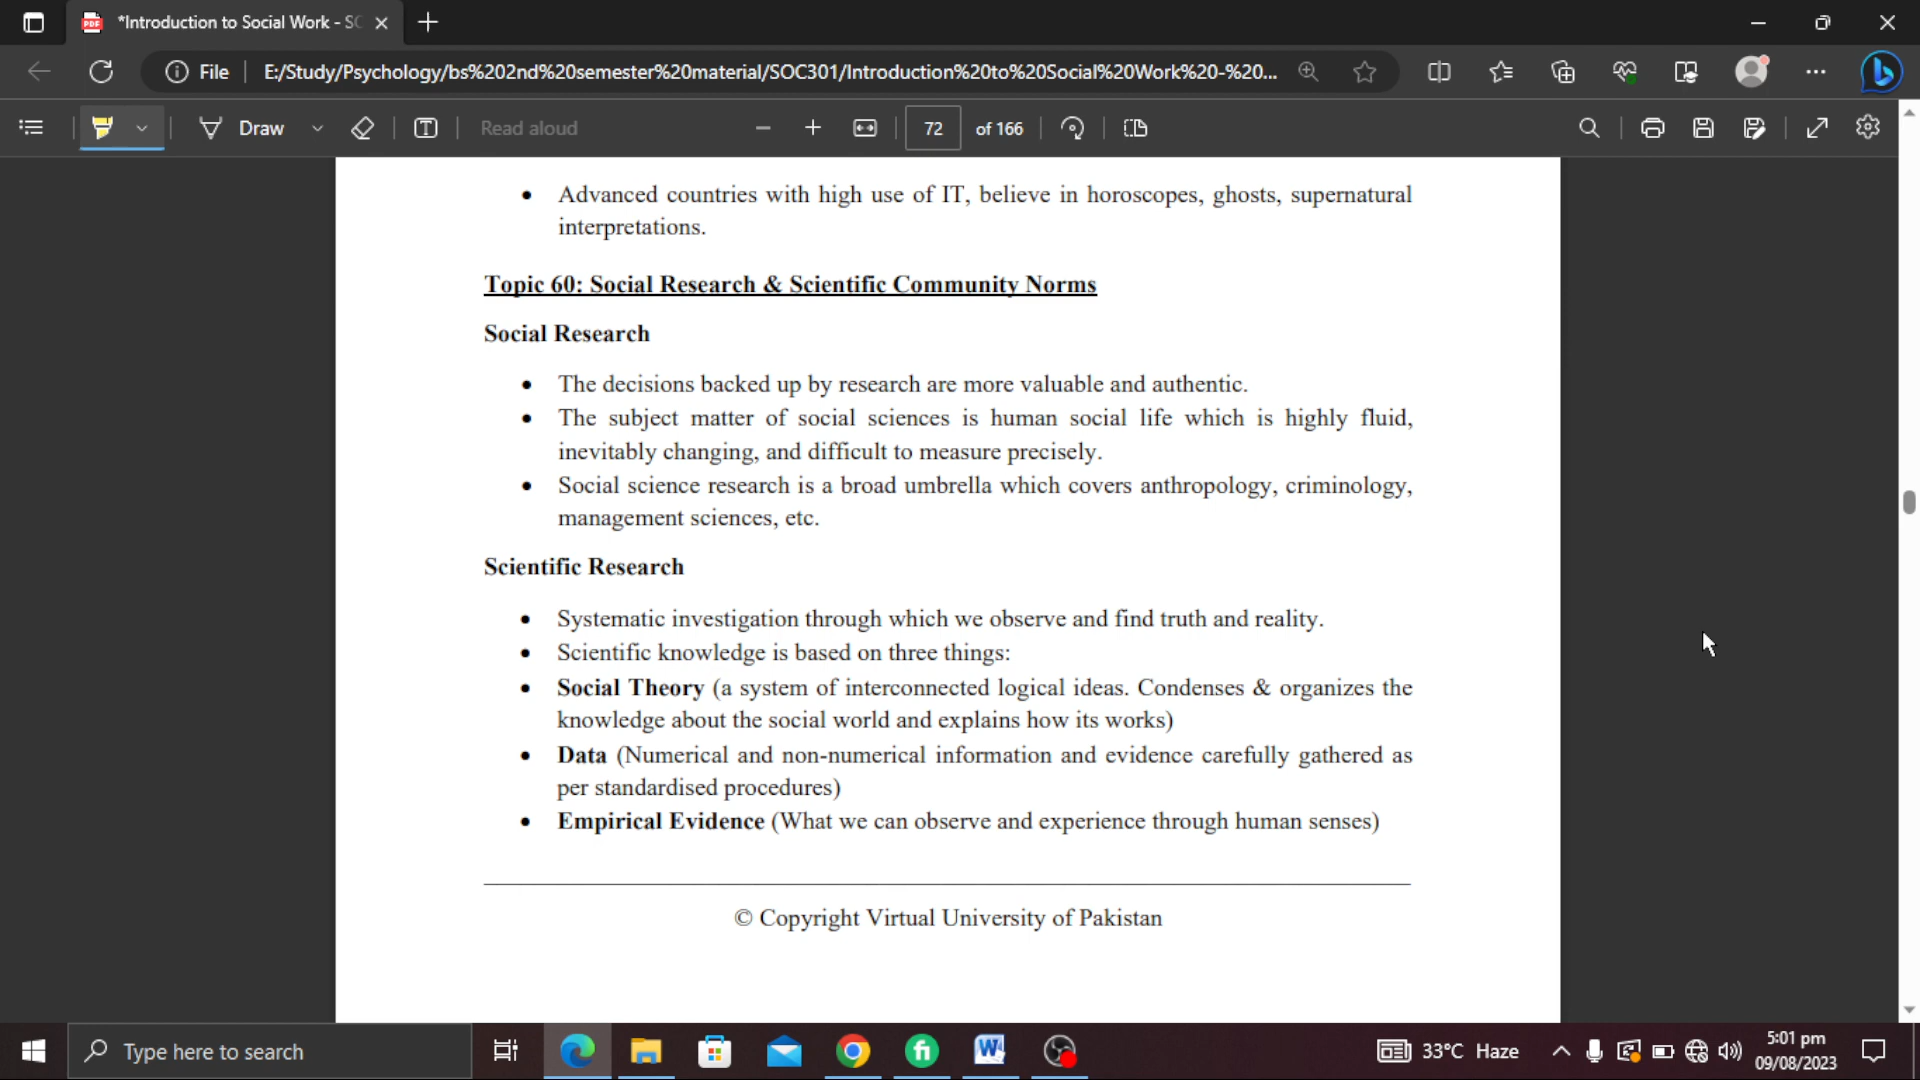 *Introduction to Social Work - SC
File
E:/Study/Psychology/bs%202nd%20semester%20material/SOC301/Introduction%20to%20Social%20Work%20-%20...
Draw
Read aloud
72
of 166
• Advanced countries with high use of IT, believe in horoscopes, ghosts, supernatural
interpretations.
Topic 60: Social Research & Scientific Community Norms
Social Research
• The decisions backed up by research are more valuable and authentic.
• The subject matter of social sciences is human social life which is highly fluid,
inevitably changing, and difficult to measure precisely.
• Social science research is a broad umbrella which covers anthropology, criminology,
management sciences, etc.
Scientific Research
• Systematic investigation through which we observe and find truth and reality.
• Scientific knowledge is based on three things:
• Social Theory (a system of interconnected logical ideas. Condenses & organizes the
knowledge about the social world and explains how its works)
• Data (Numerical and non-numerical information and evidence carefully gathered as
per standardised procedures)
• Empirical Evidence (What we can observe and experience through human senses)
© Copyright Virtual University of Pakistan
Type here to search
33°C Haze
5:01 pm
09/08/2023